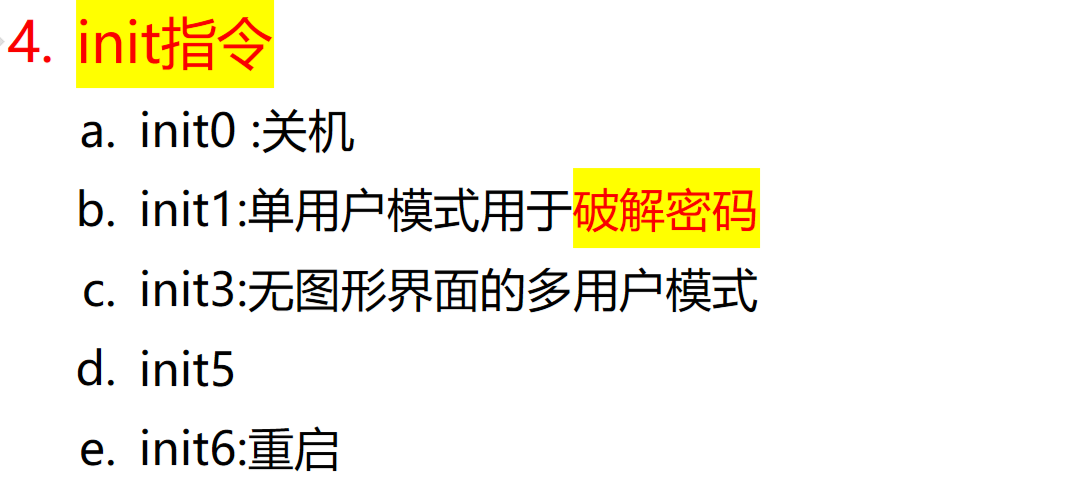 4. init指令
a. init0 :关机
b. init1:单用户模式用于破解密码
c. init3:无图形界面的多用户模式
d. init5
e. init6:重启